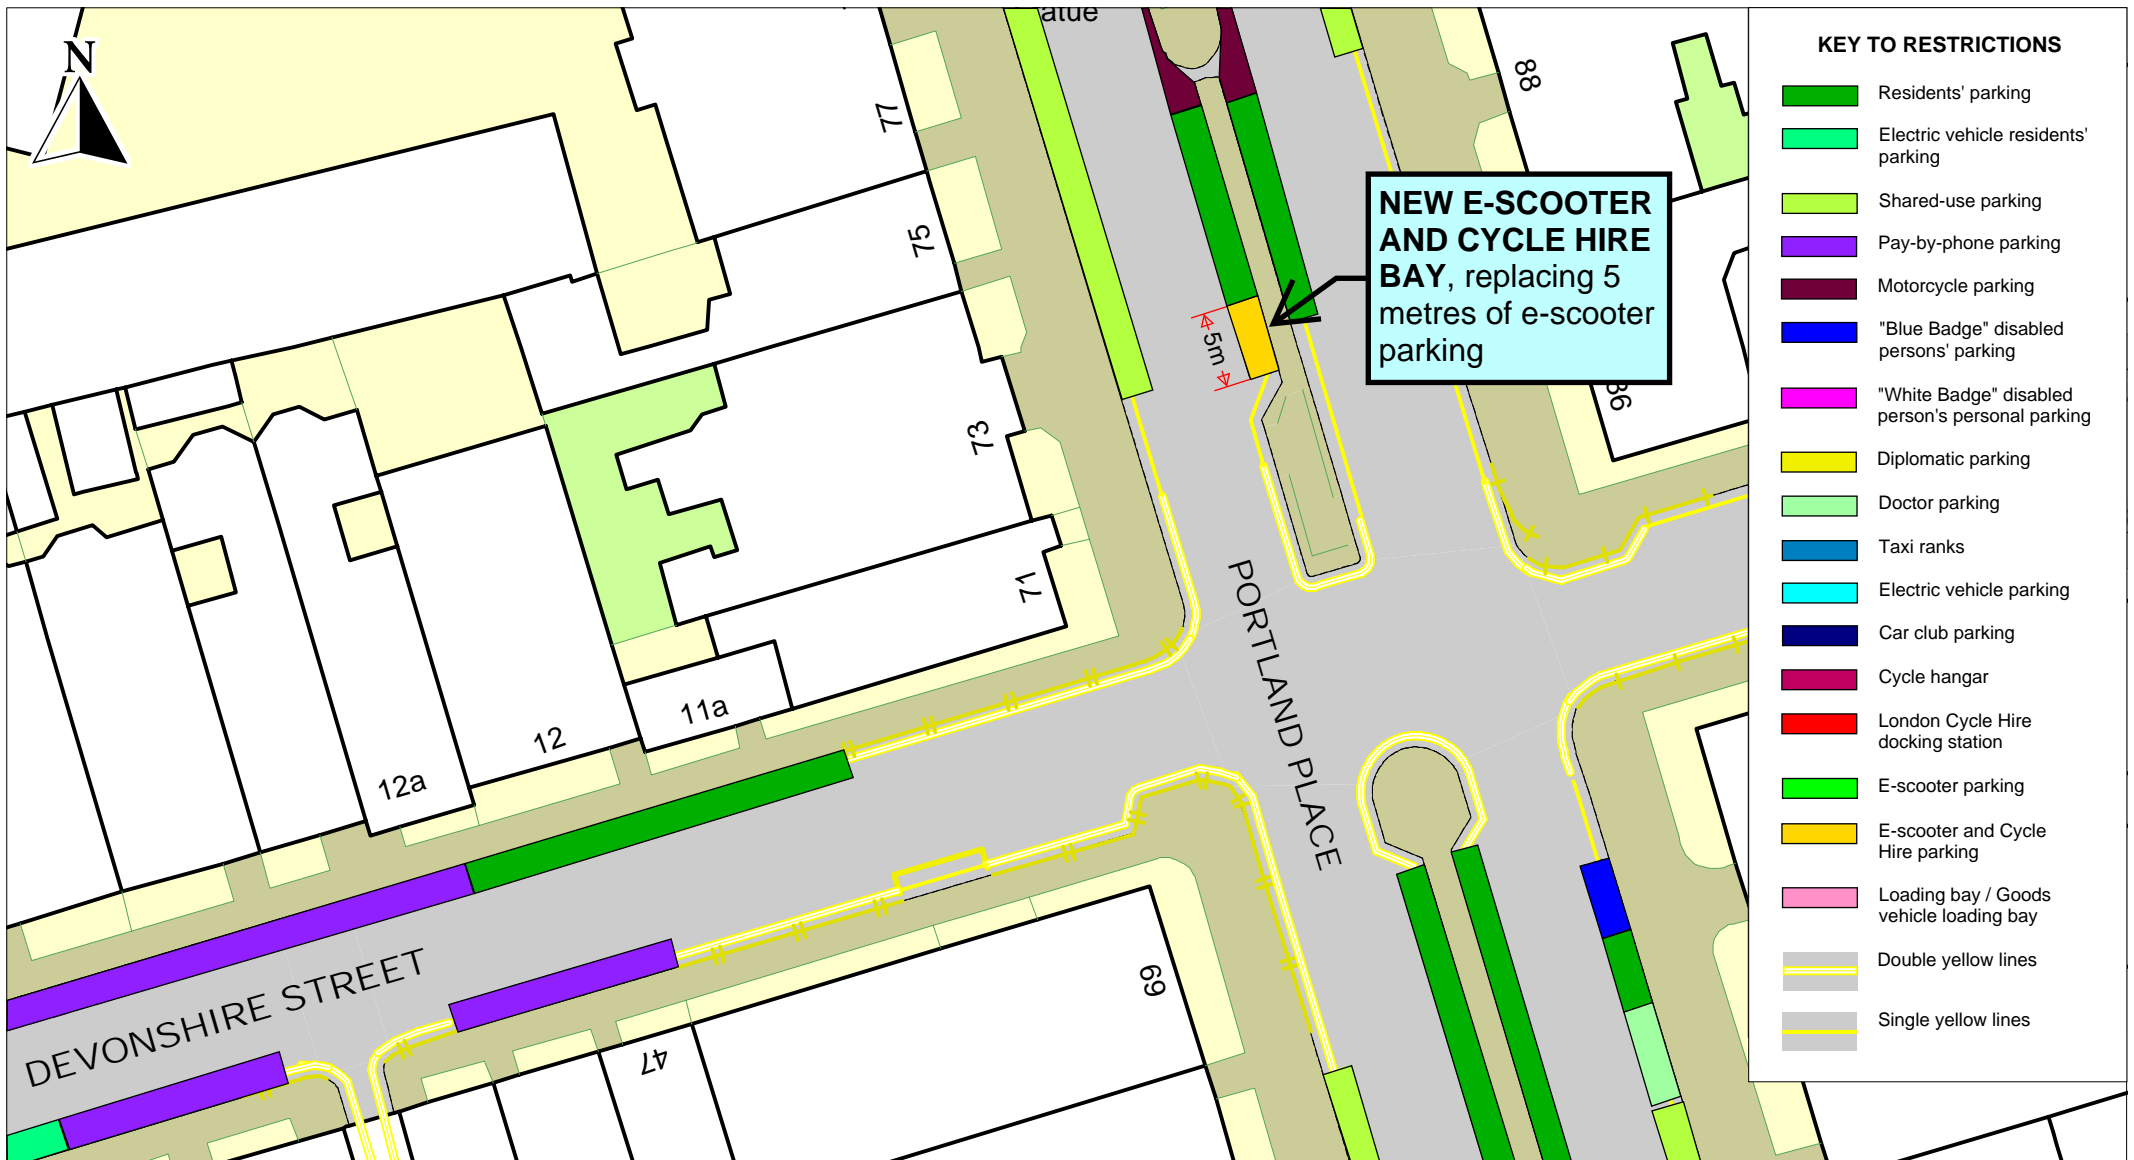 atue
N
77
88
75
NEW E-SCOOTER
AND CYCLE HIRE
BAY, replacing 5
metres of e-scooter
parking
5m
86
73
71
PORTLAND PLACE
11a
12
12a
DEVONSHIRE STREET
69
47
KEY TO RESTRICTIONS
Residents' parking
Electric vehicle residents'
parking
Shared-use parking
Pay-by-phone parking
Motorcycle parking
"Blue Badge" disabled
persons' parking
"White Badge" disabled
person's personal parking
Diplomatic parking
Doctor parking
Taxi ranks
Electric vehicle parking
Car club parking
Cycle hangar
London Cycle Hire
docking station
E-scooter parking
E-scooter and Cycle
Hire parking
Loading bay / Goods
vehicle loading bay
Double yellow lines
Single yellow lines